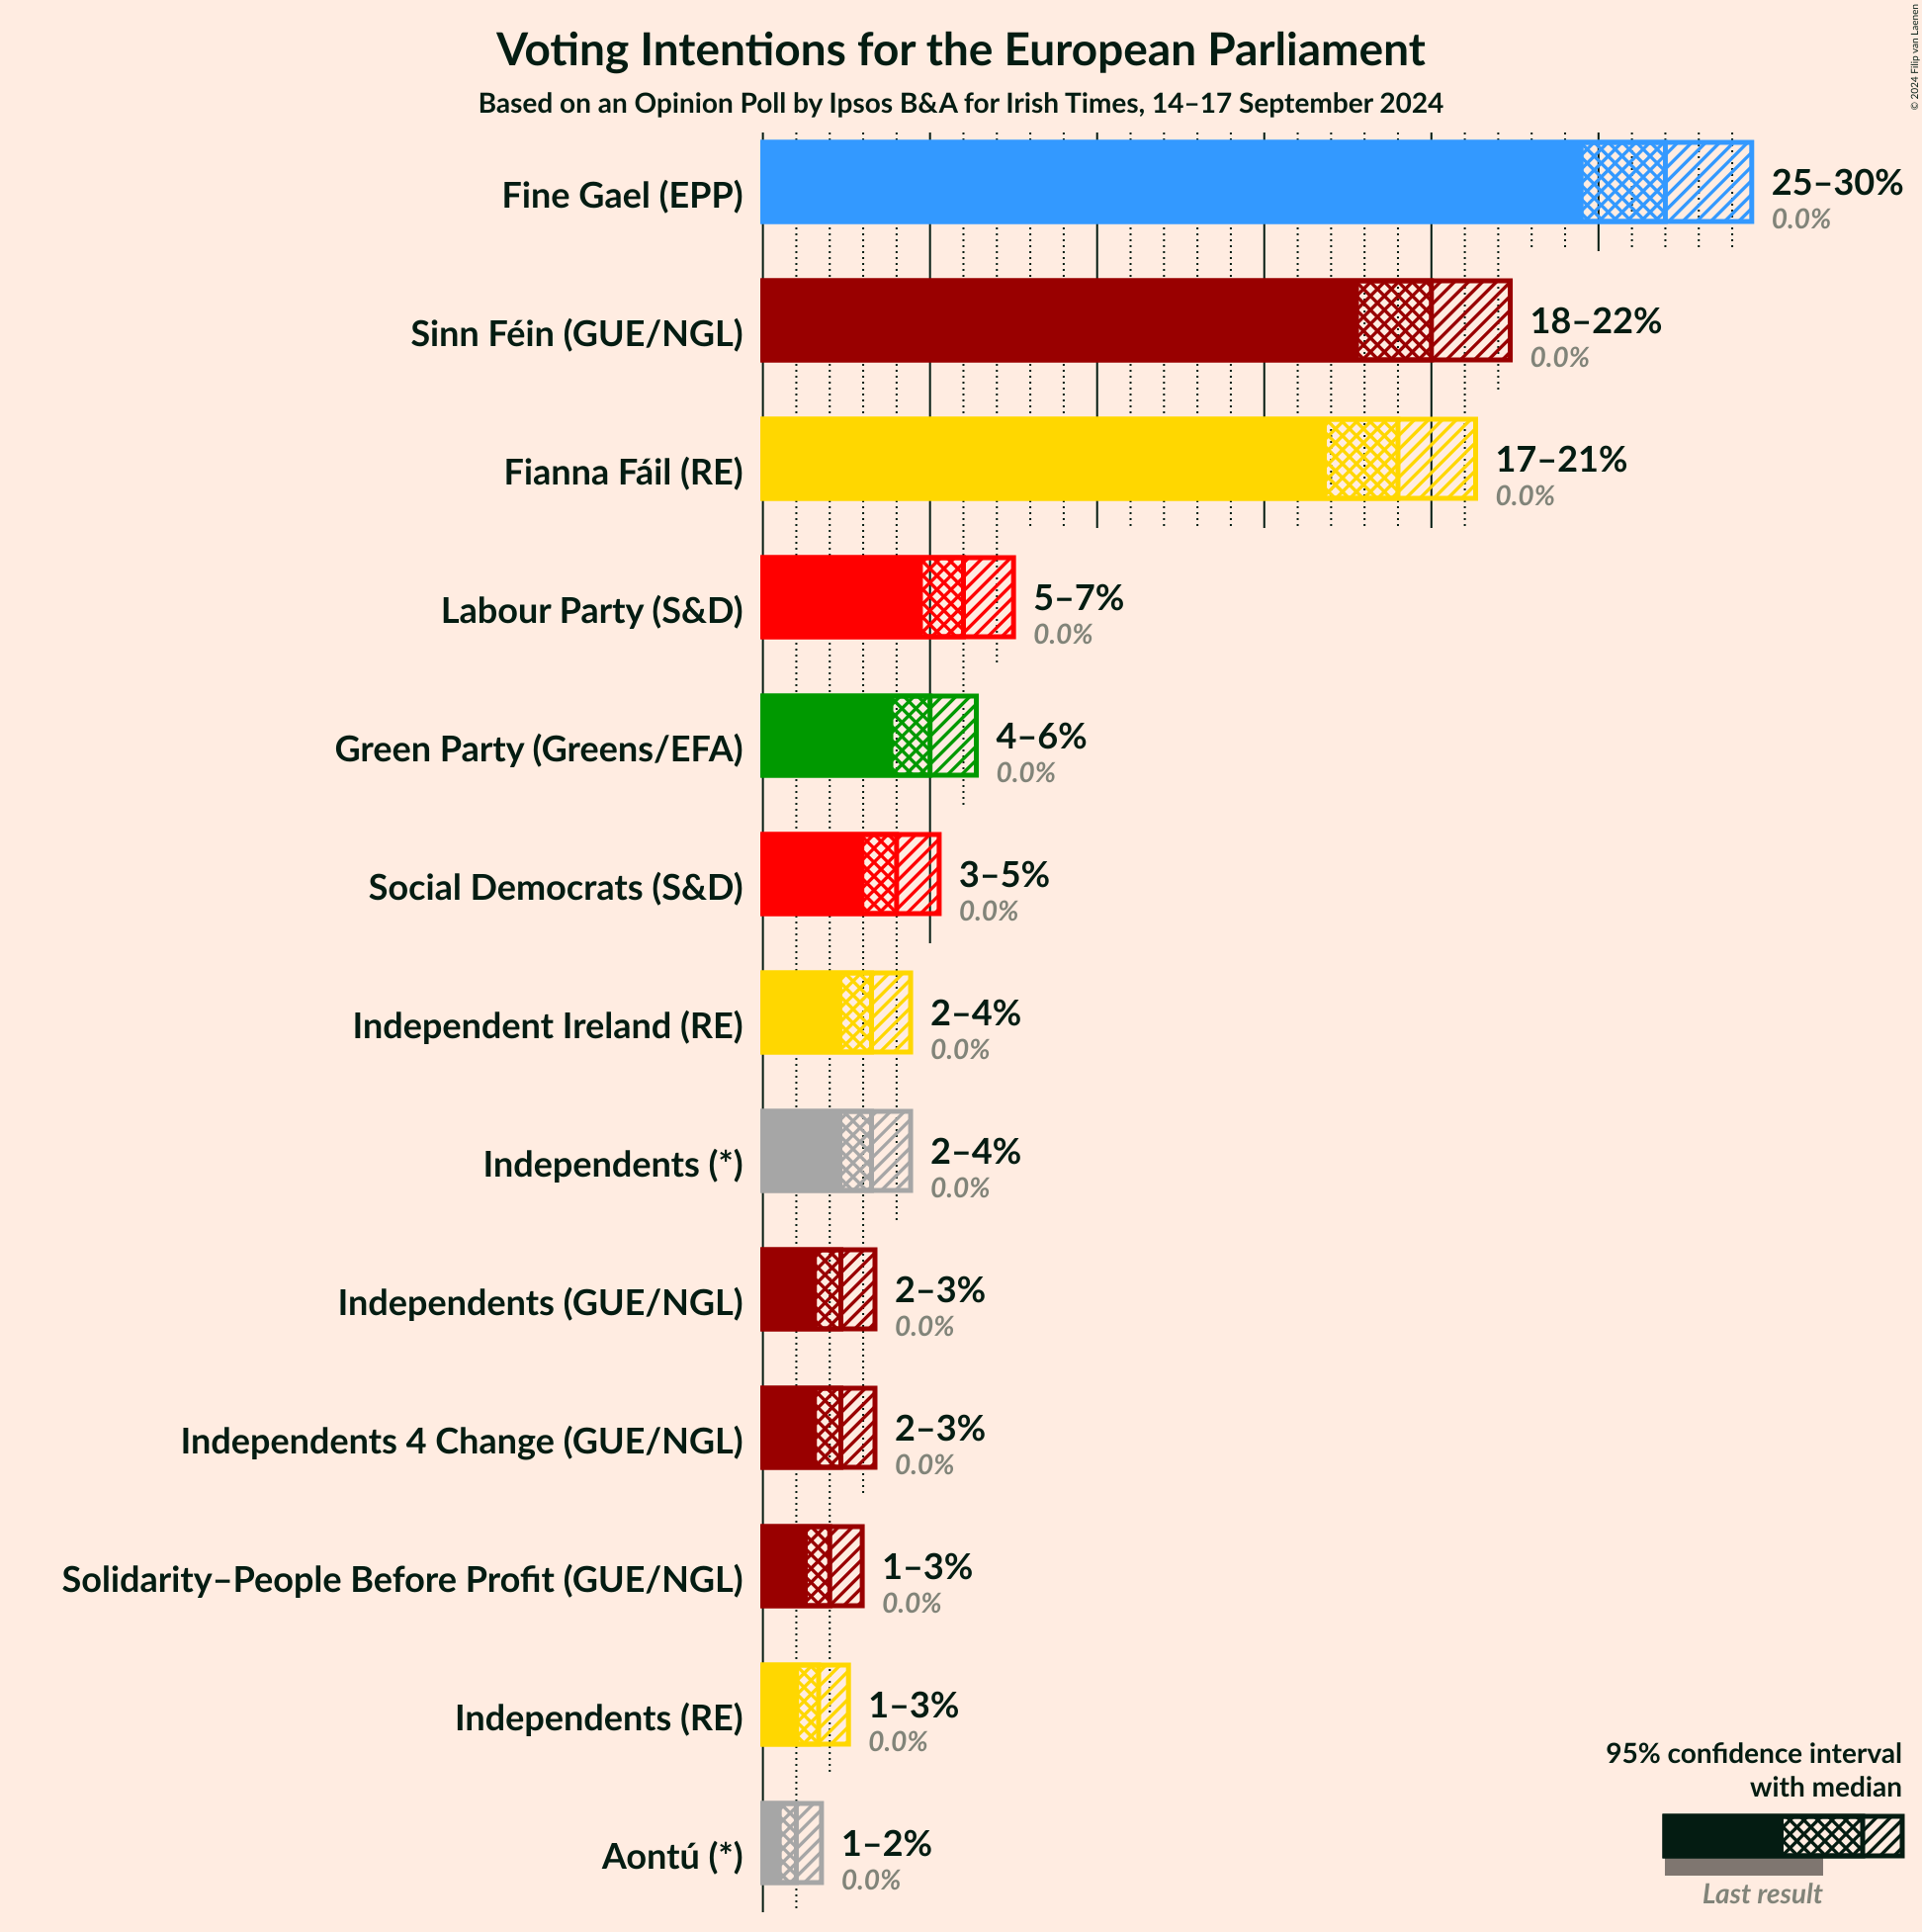 Voting Intentions for the European Parliament
Based on an Opinion Poll by Ipsos B&A for Irish Times, 14–17 September 2024
© 2024 Filip van Laenen
Fine Gael (EPP)
25–30%
0.0%
Sinn Féin (GUE/NGL)
18–22%
0.0%
Fianna Fáil (RE)
17–21%
0.0%
Labour Party (S&D)
5–7%
0.0%
Green Party (Greens/EFA)
4–6%
0.0%
Social Democrats (S&D)
3–5%
0.0%
Independent Ireland (RE)
2–4%
0.0%
Independents (*)
2–4%
0.0%
Independents (GUE/NGL)
2–3%
0.0%
Independents 4 Change (GUE/NGL)
2–3%
0.0%
Solidarity–People Before Profit (GUE/NGL)
1–3%
0.0%
Independents (RE)
1–3%
0.0%
Aontú (*)
1–2%
0.0%
95% confidence interval
with median
Last result